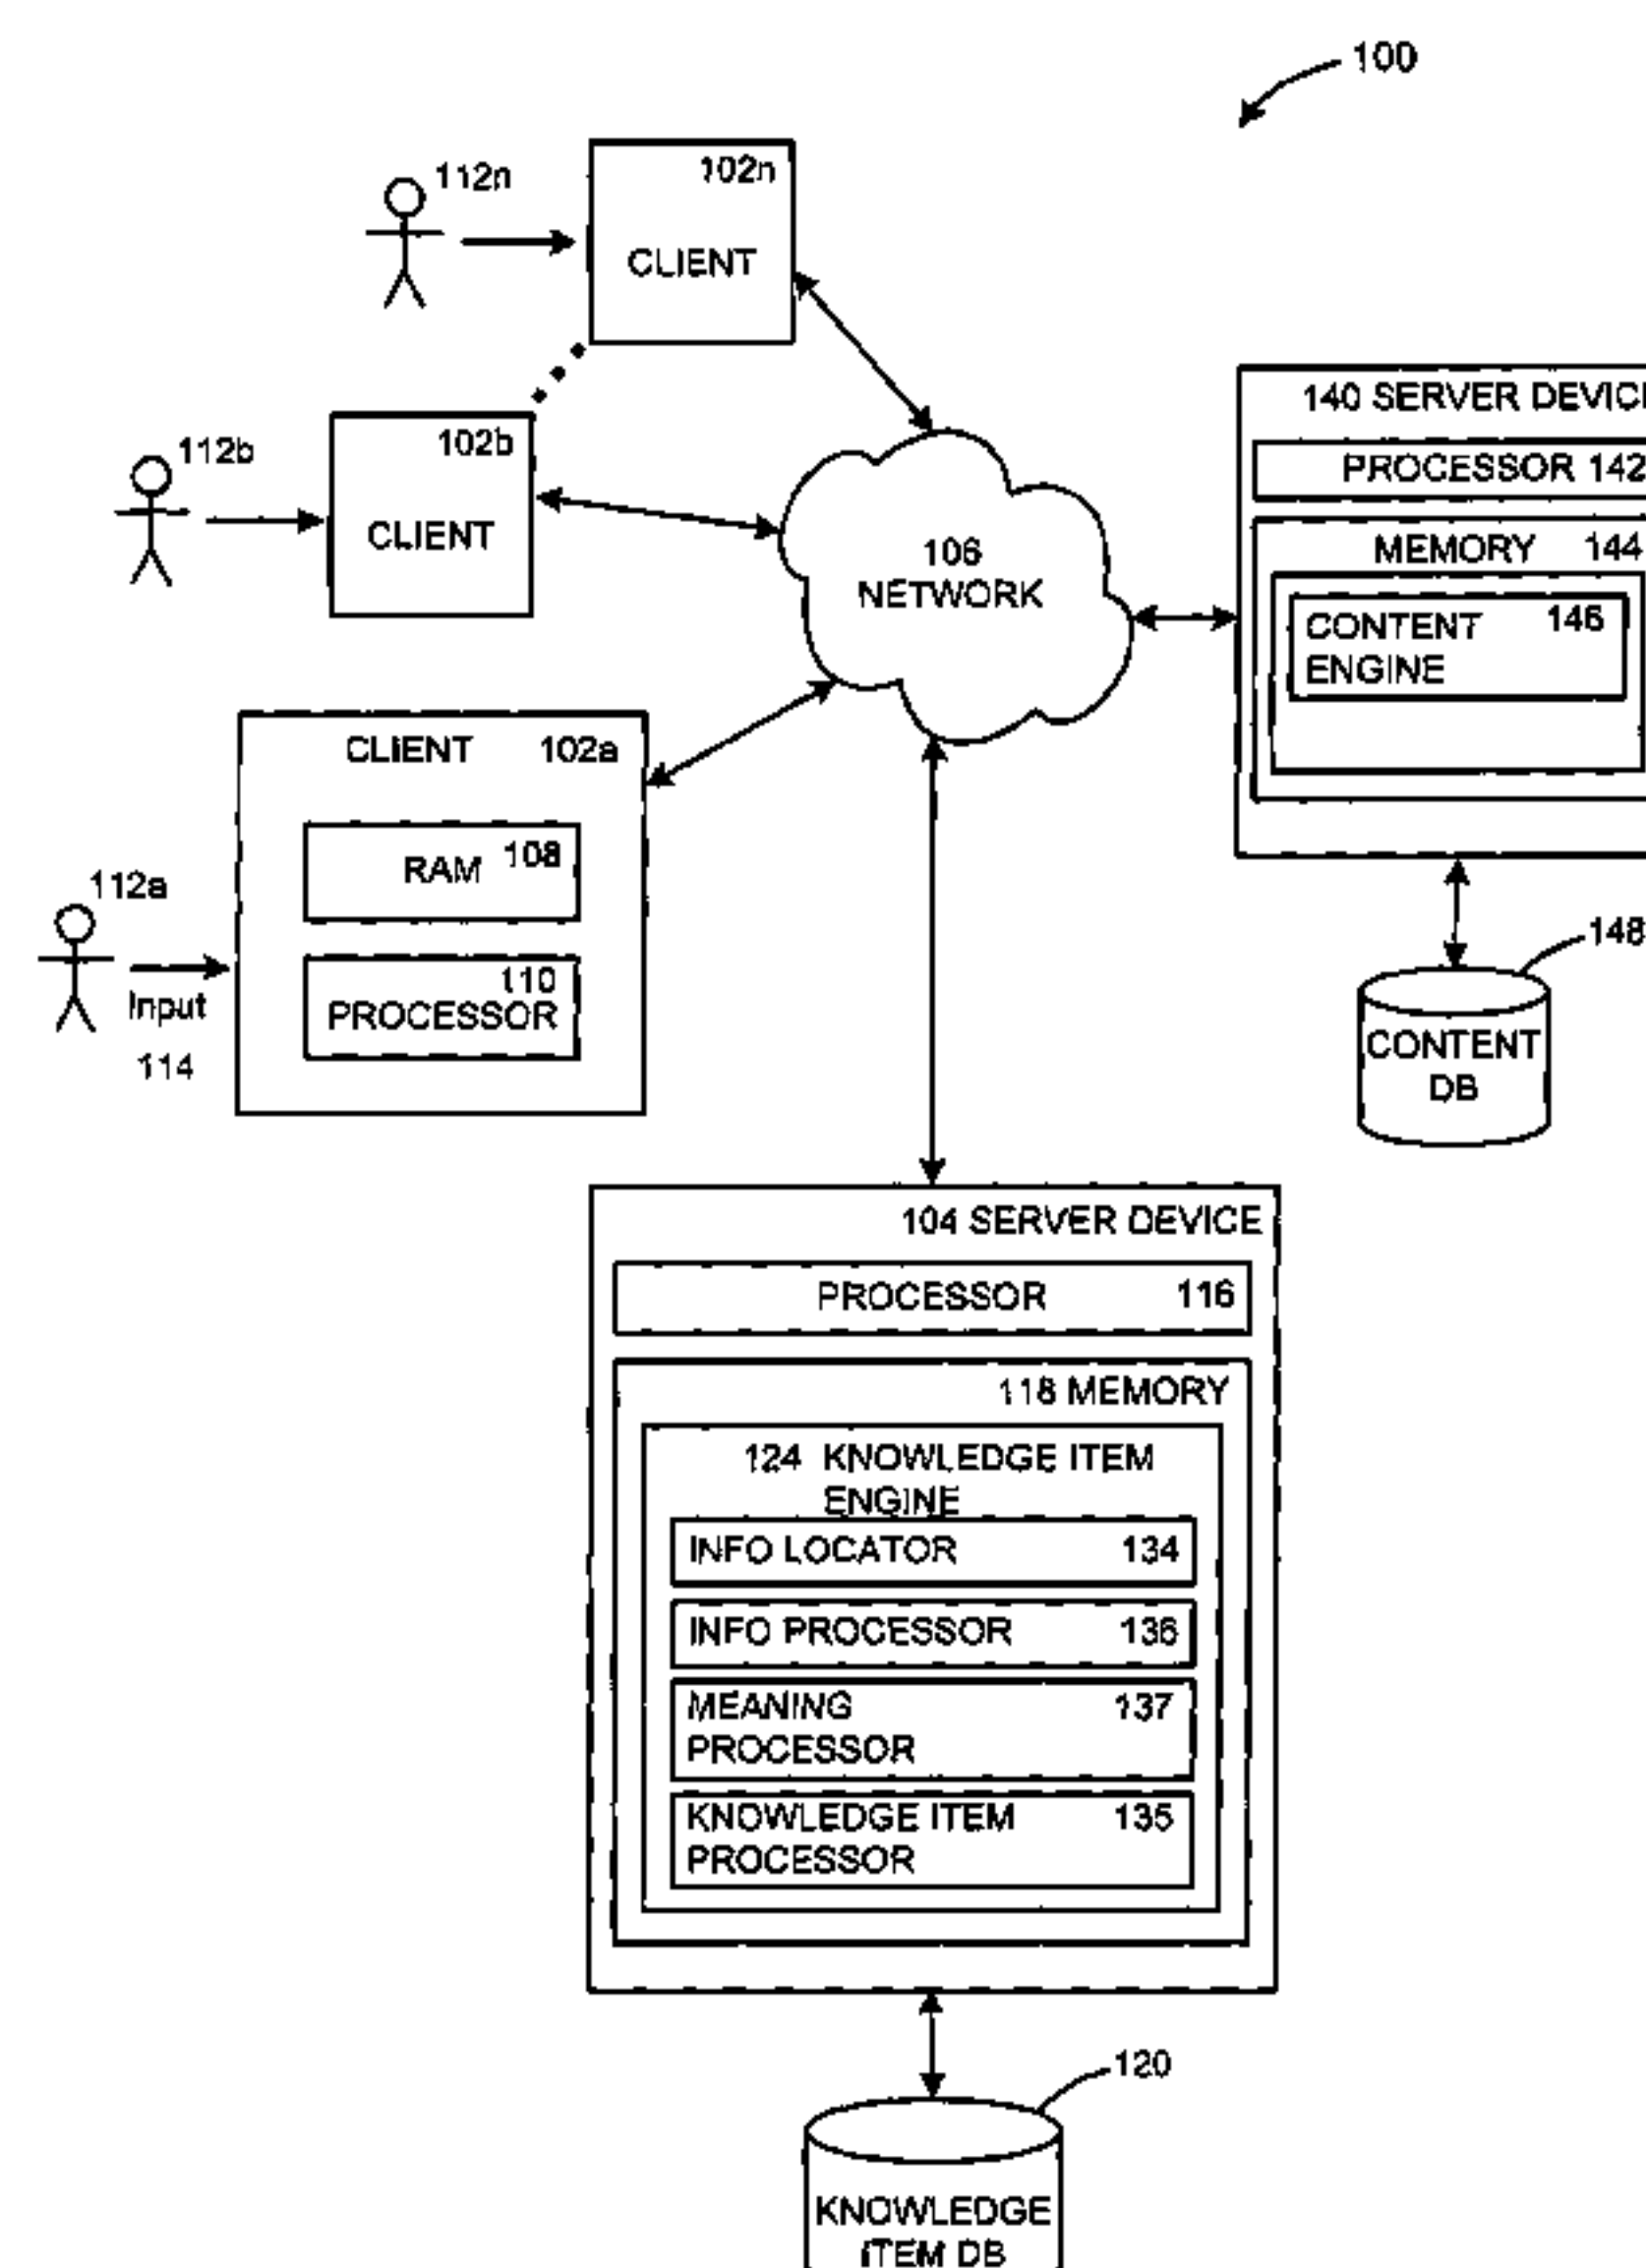 100
112n
102n
CLIENT
112b
102b
CLIENT
106
NETWORK
140 SERVER DEVIC
PROCESSOR 142
MEMORY 144
CONTENT 146
ENGINE
CLIENT 102a
RAM 108
110
PROCESSOR
112a
Input
114
148
CONTENT
DB
104 SERVER DEVICE
PROCESSOR 116
118 MEMORY
124 KNOWLEDGE ITEM
ENGINE
INFO LOCATOR 134
INFO PROCESSOR 136
MEANING 137
PROCESSOR
KNOWLEDGE ITEM 135
PROCESSOR
120
KNOWLEDGE
ITEM DB